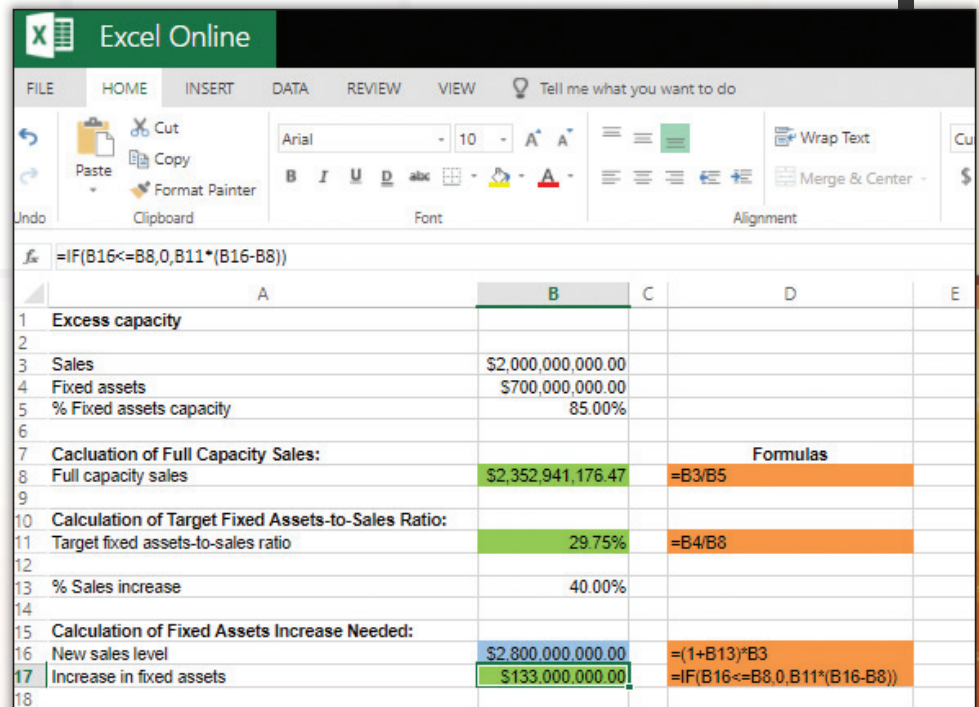 Excel Online
FILE HOME INSERT DATA REVIEW VIEW Tell me what you want to do
Cut
Copy
Paste
Format Painter
Arial 10 A A
B I U D abc A
Wrap Text
Merge & Center
Cu
$
Undo Clipboard Font Alignment
fx =IF(B16<=B8,0,B11*(B16-B8))
A B C D E
1 Excess capacity
2
3 Sales $2,000,000,000.00
4 Fixed assets $700,000,000.00
5 % Fixed assets capacity 85.00%
6
7 Cacluation of Full Capacity Sales: Formulas
8 Full capacity sales $2,352,941,176.47 =B3/B5
9
10 Calculation of Target Fixed Assets-to-Sales Ratio:
11 Target fixed assets-to-sales ratio 29.75% =B4/B8
12
13 % Sales increase 40.00%
14
15 Calculation of Fixed Assets Increase Needed:
16 New sales level $2,800,000,000.00 =(1+B13)*B3
17 Increase in fixed assets $133,000,000.00 =IF(B16<=B8,0,B11*(B16-B8))
18